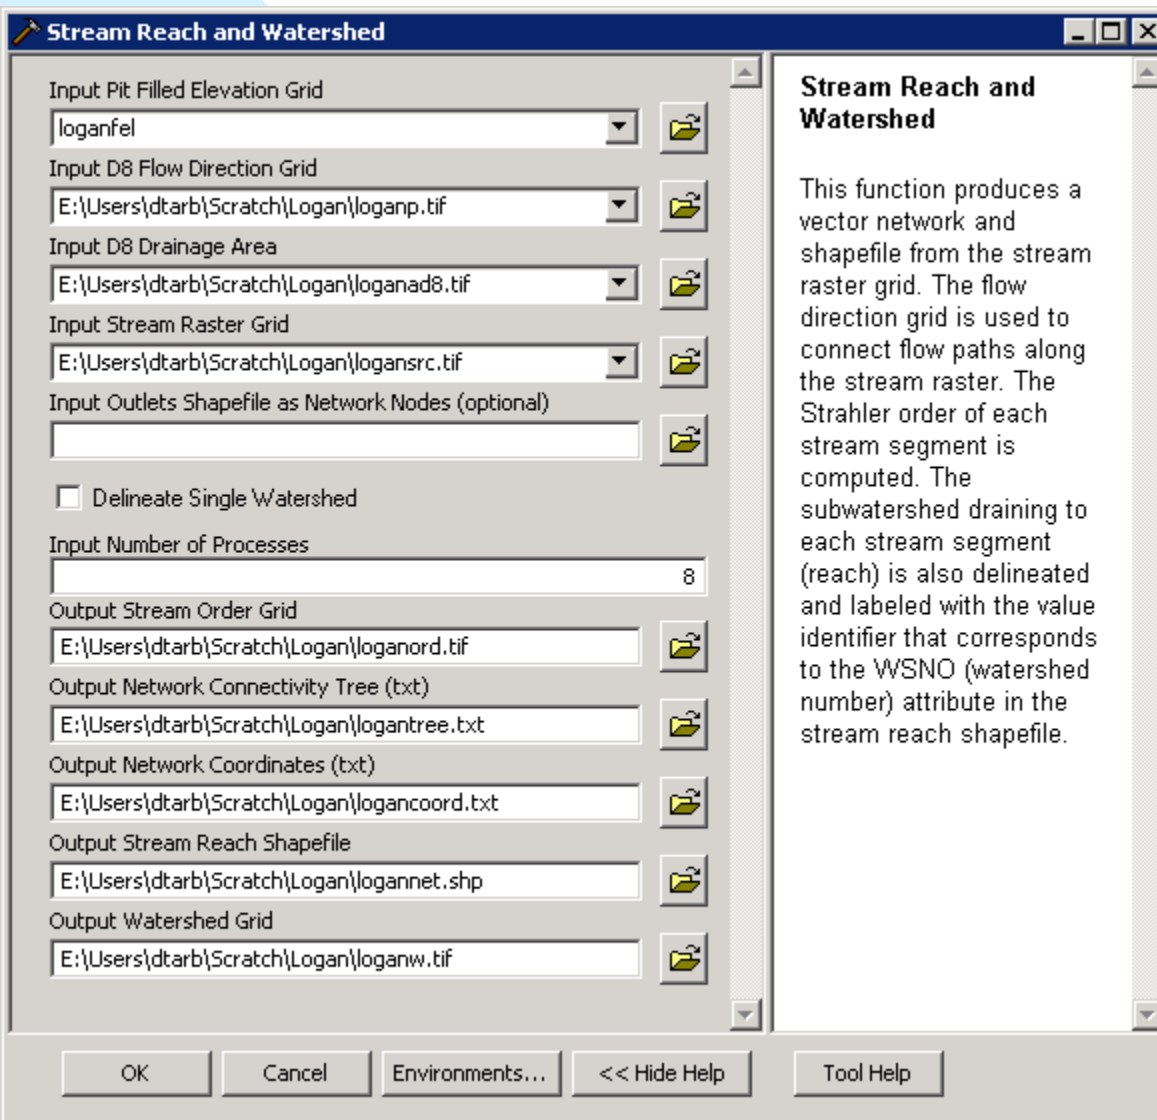 Stream Reach and Watershed
Input Pit Filled Elevation Grid
loganfel
Input D8 Flow Direction Grid
E:\Users\dtarb\Scratch\Logan\loganp.tif
Input D8 Drainage Area
E:\Users\dtarb\Scratch\Logan\loganad8.tif
Input Stream Raster Grid
E:\Users\dtarb\Scratch\Logan\logansrc.tif
Input Outlets Shapefile as Network Nodes (optional)
Delineate Single Watershed
Input Number of Processes
8
Output Stream Order Grid
E:\Users\dtarb\Scratch\Logan\loganord.tif
Output Network Connectivity Tree (txt)
E:\Users\dtarb\Scratch\Logan\logantree.txt
Output Network Coordinates (txt)
E:\Users\dtarb\Scratch\Logan\logancoord.txt
Output Stream Reach Shapefile
E:\Users\dtarb\Scratch\Logan\logannet.shp
Output Watershed Grid
E:\Users\dtarb\Scratch\Logan\loganw.tif
Stream Reach and
Watershed
This function produces a
vector network and
shapefile from the stream
raster grid. The flow
direction grid is used to
connect flow paths along
the stream raster. The
Strahler order of each
stream segment is
computed. The
subwatershed draining to
each stream segment
(reach) is also delineated
and labeled with the value
identifier that corresponds
to the WSNO (watershed
number) attribute in the
stream reach shapefile.
OK
Cancel
Environments...
<< Hide Help
Tool Help